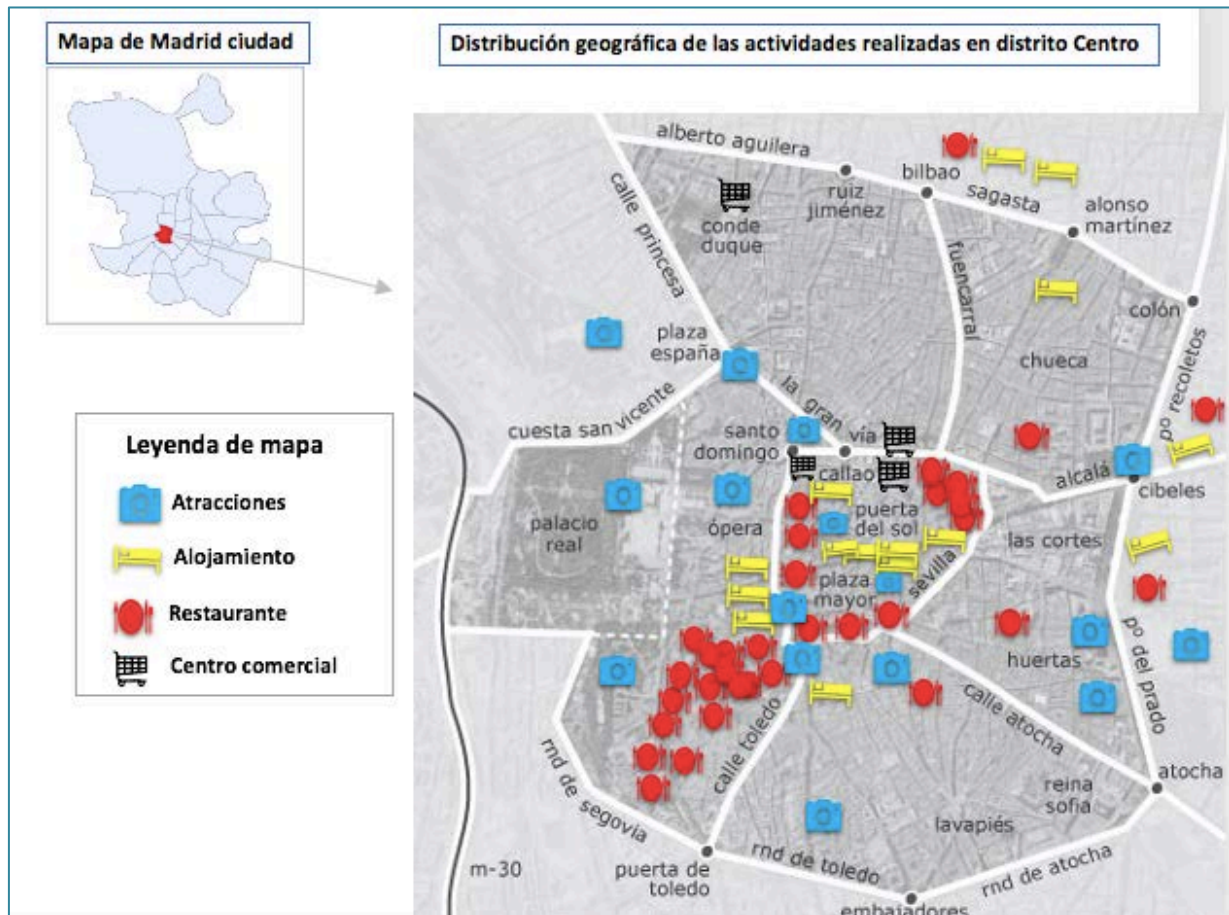 Mapa de Madrid ciudad
Distribución geográfica de las actividades realizadas en distrito Centro
Leyenda de mapa
Atracciones
Alojamiento
Restaurante
Centro comercial
alberto aguilera
bilbao
sagasta
ruiz
jiménez
alonso
martínez
calle princesa
conde
duque
fuencarral
colón
plaza
españa
chueca
pº recoletos
la gran
vía
cuesta san vicente
santo
domingo
callao
alcalá
cibeles
palacio
real
ópera
puerta
del sol
las cortes
plaza
mayor
sevilla
huertas
pº del prado
calle toledo
calle atocha
atocha
rnd de segovia
reina
sofia
lavapiés
m-30
puerta de
toledo
rnd de toledo
rnd de atocha
embajadores